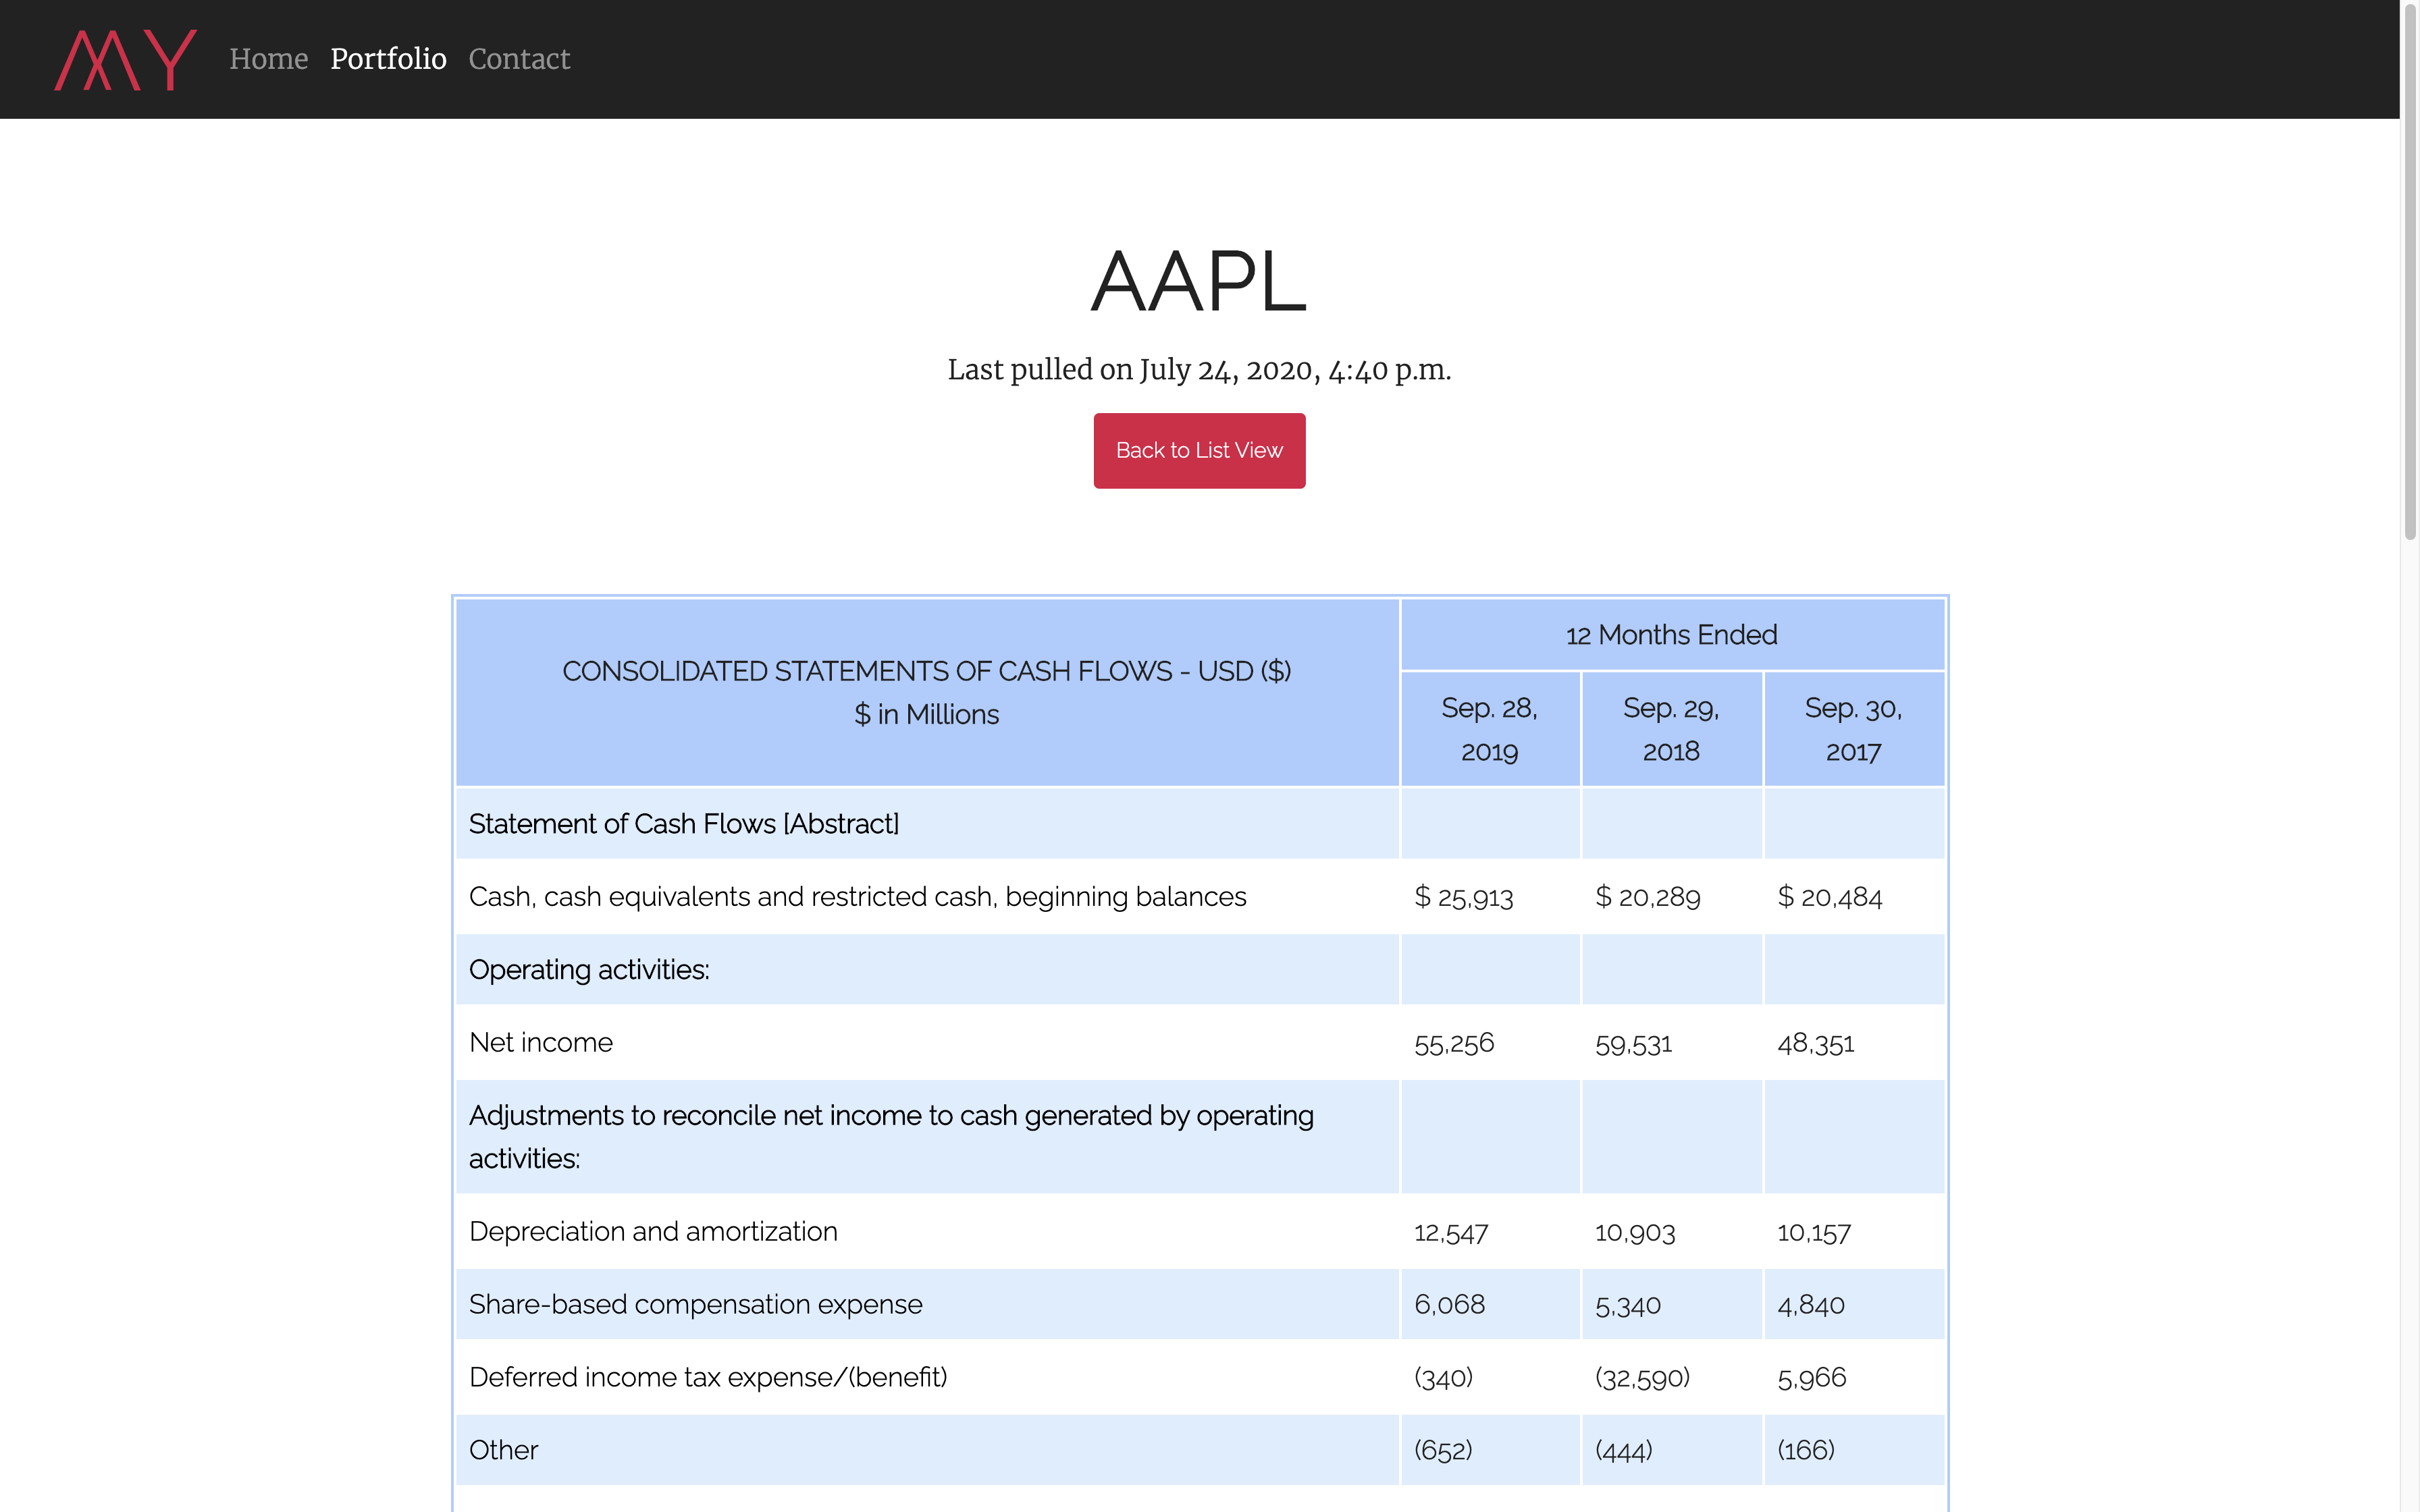 MY
Home Portfolio Contact
AAPL
Last pulled on July 24, 2020, 4:40 p.m.
Back to List View
CONSOLIDATED STATEMENTS OF CASH FLOWS - USD ($)
$ in Millions
12 Months Ended
Sep. 28,
2019
Sep. 29,
2018
Sep. 30,
2017
Statement of Cash Flows [Abstract]
Cash, cash equivalents and restricted cash, beginning balances $ 25,913 $ 20,289 $ 20,484
Operating activities:
Net income 55,256 59,531 48,351
Adjustments to reconcile net income to cash generated by operating
activities:
Depreciation and amortization 12,547 10,903 10,157
Share-based compensation expense 6,068 5,340 4,840
Deferred income tax expense/(benefit) (340) (32,590) 5,966
Other (652) (444) (166)